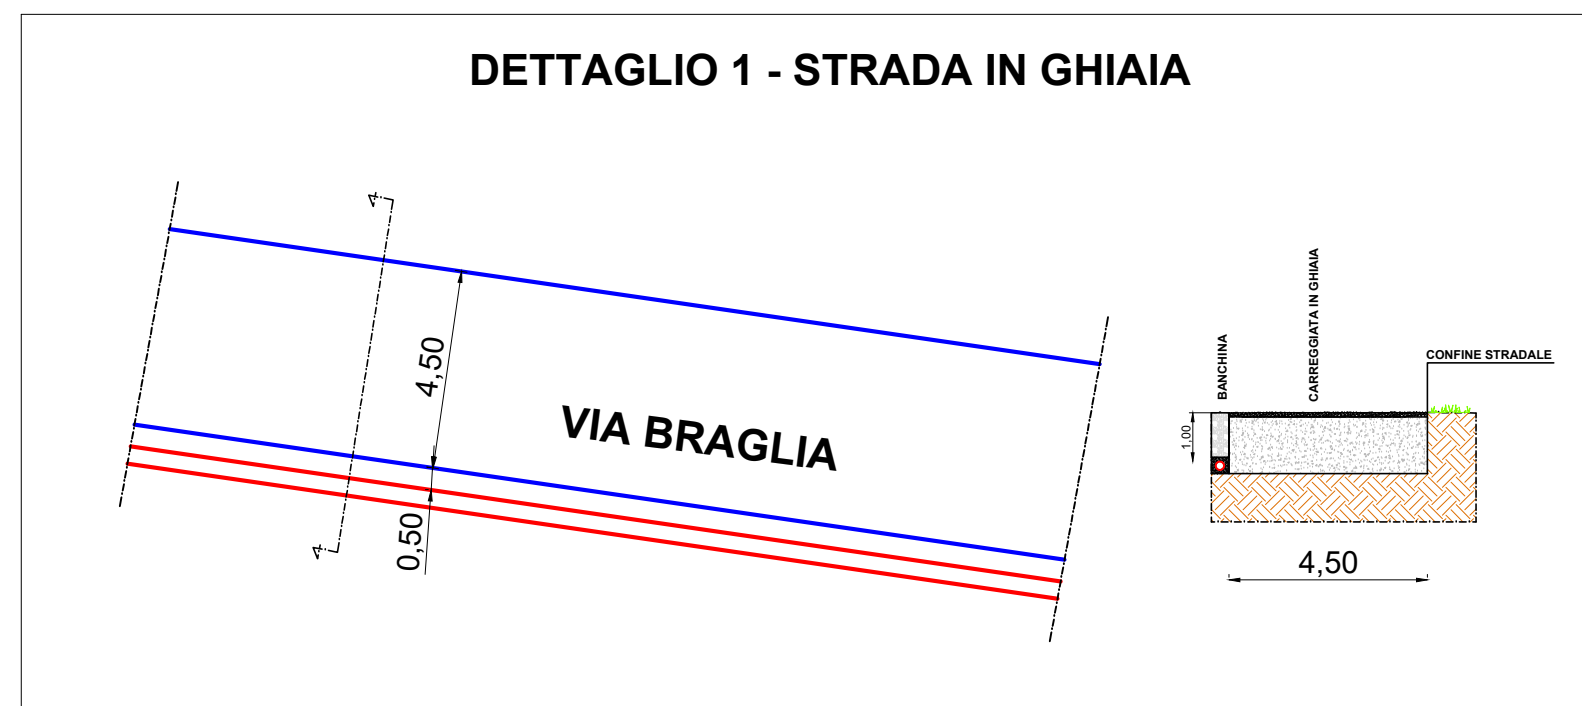 DETTAGLIO 1 - STRADA IN GHIAIA
4
4,50
VIA BRAGLIA
0,50
4
BANCHINA
CARREGGIATA IN GHIAIA
CONFINE STRADALE
1,00
4,50